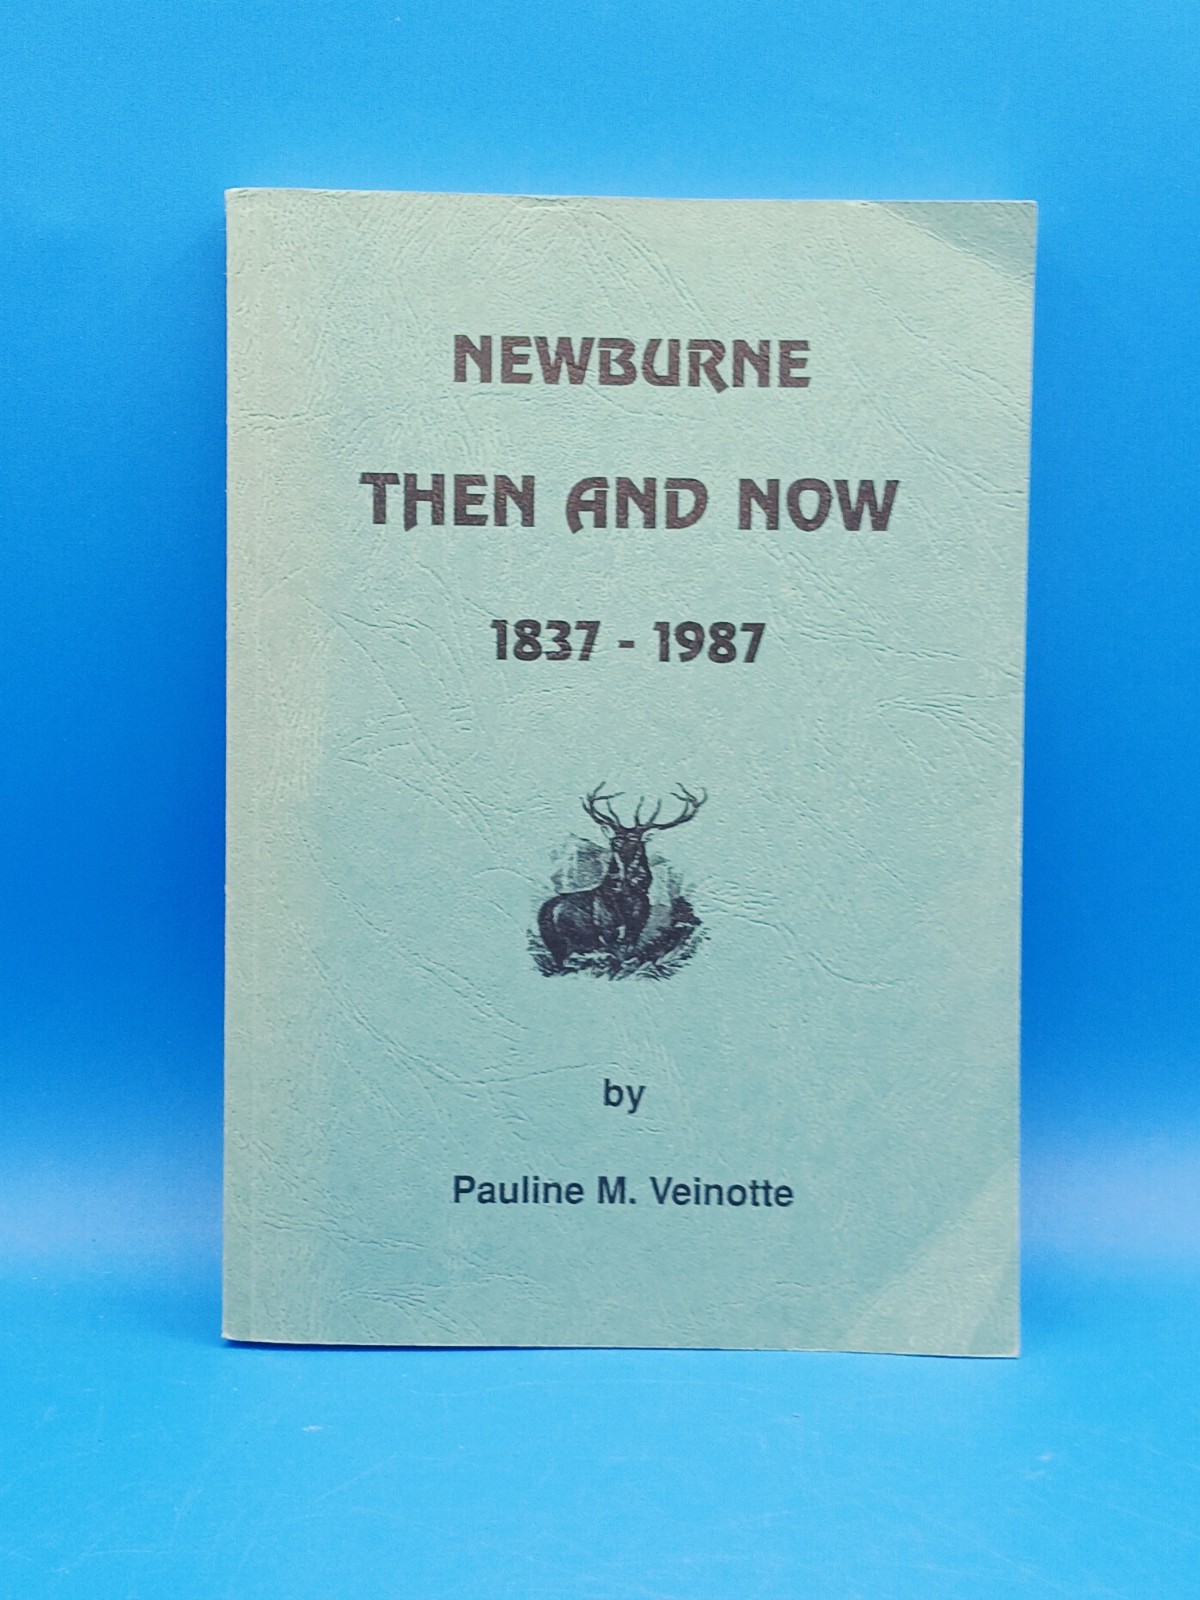 NEWBURNE
THEN AND NOW
1837 - 1987
by
Pauline M. Veinotte